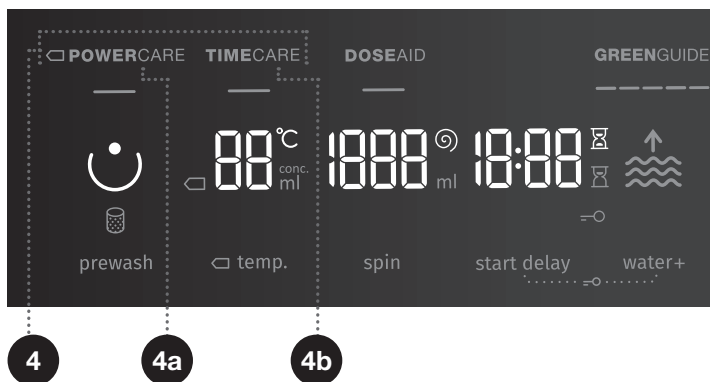 POWERCARE TIMECARE DOSEAID GREENGUIDE
88 °C 1888 18:88
conc.
ml ml
prewash temp. spin start delay water+
4 4a 4b